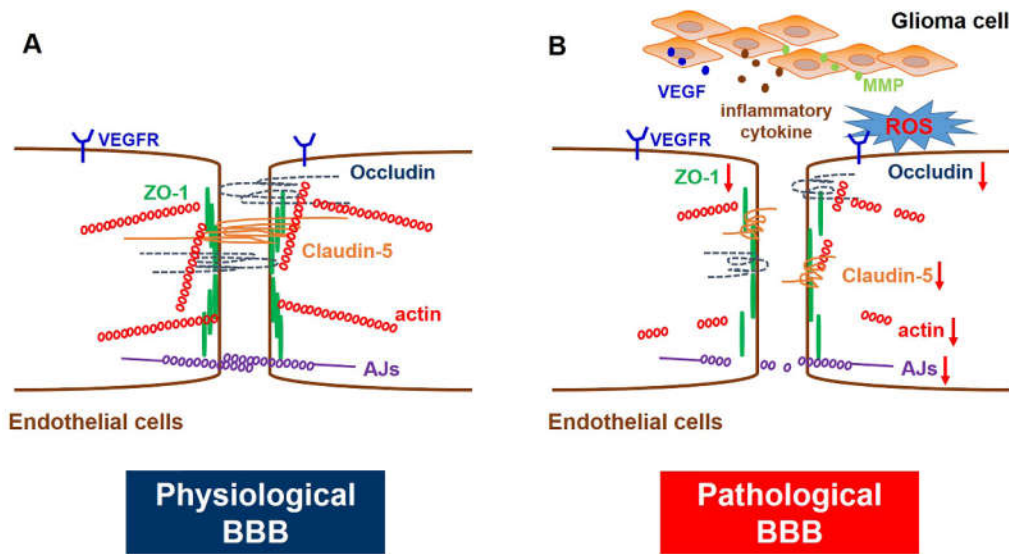 A
VEGFR
Occludin
ZO-1
Claudin-5
actin
AJs
Endothelial cells
Physiological
BBB
B
Glioma cell
VEGF
MMP
inflammatory
cytokine
ROS
VEGFR
ZO-1
Occludin
Claudin-5
actin
AJs
Endothelial cells
Pathological
BBB